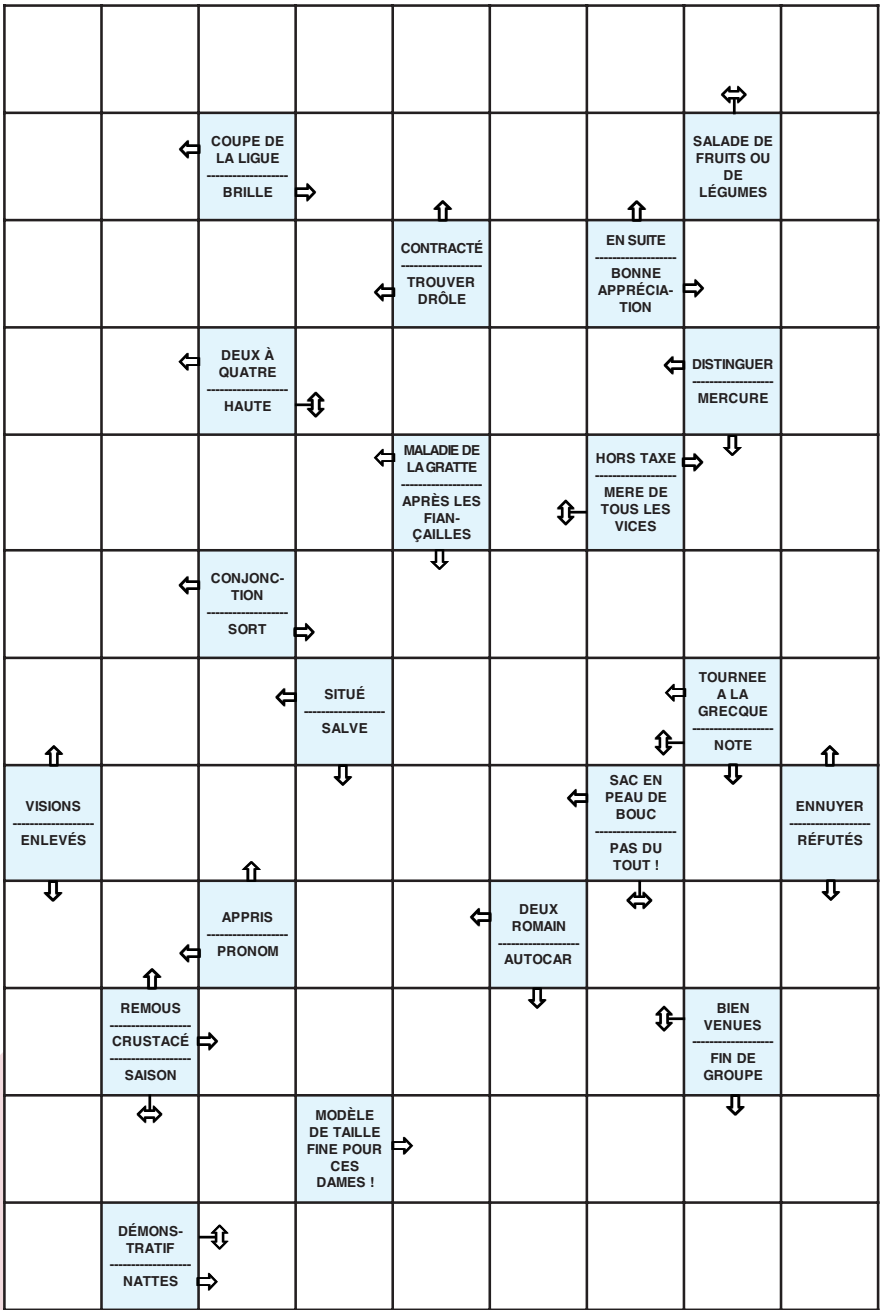 COUPE DE
LA LIGUE
BRILLE
SALADE DE
FRUITS OU
DE
LÉGUMES
CONTRACTÉ
TROUVER
DRÔLE
EN SUITE
BONNE
APPRÉCIA-
TION
DEUX À
QUATRE
HAUTE
DISTINGUER
MERCURE
MALADIE DE
LA GRATTE
APRÈS LES
FIAN-
ÇAILLES
HORS TAXE
MERE DE
TOUS LES
VICES
CONJONC-
TION
SORT
SITUÉ
SALVE
TOURNEE
A LA
GRECQUE
NOTE
VISIONS
ENLEVÉS
SAC EN
PEAU DE
BOUC
PAS DU
TOUT !
ENNUYER
RÉFUTÉS
APPRIS
PRONOM
DEUX
ROMAIN
AUTOCAR
REMOUS
CRUSTACÉ
SAISON
BIEN
VENUES
FIN DE
GROUPE
MODÈLE
DE TAILLE
FINE POUR
CES
DAMES !
DÉMONS-
TRATIF
NATTES